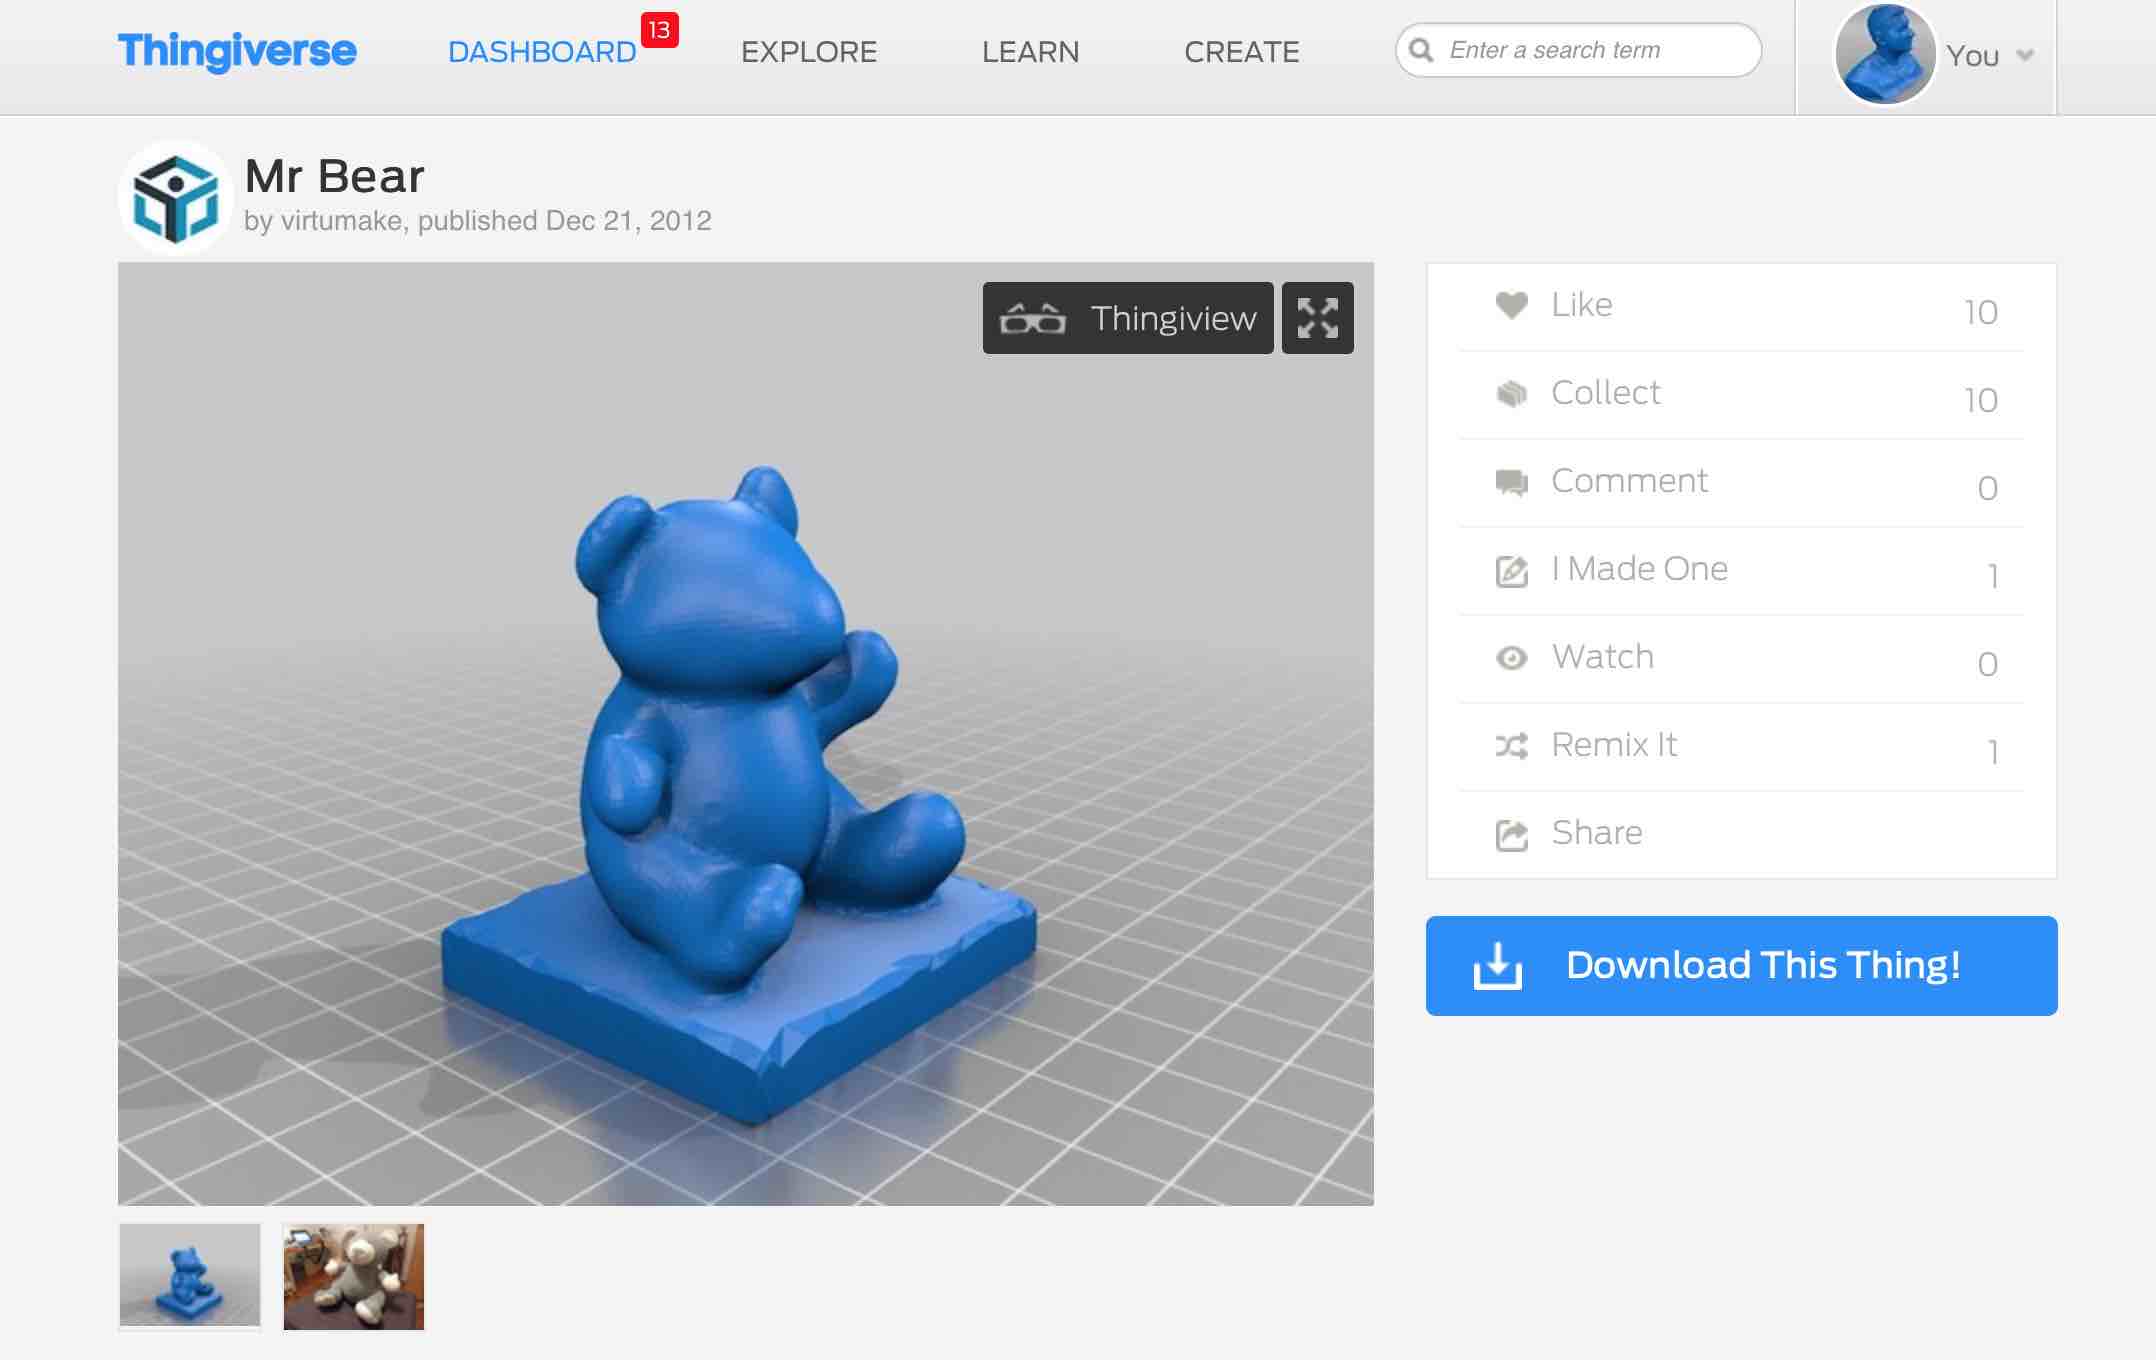 Thingiverse
DASHBOARD 13
EXPLORE
LEARN
CREATE
Enter a search term
You
Mr Bear
by virtumake, published Dec 21, 2012
Thingiview
Like 10
Collect 10
Comment 0
I Made One 1
Watch 0
Remix It 1
Share
Download This Thing!